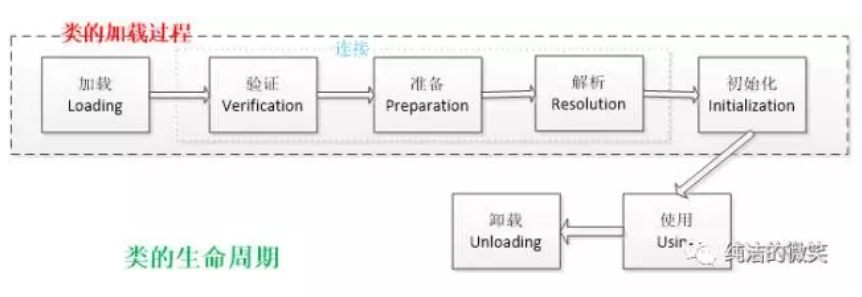 类的加载过程
连接
加载
Loading
验证
Verification
准备
Preparation
解析
Resolution
初始化
Initialization
卸载
Unloading
使用
纯洁的微笑
类的生命周期